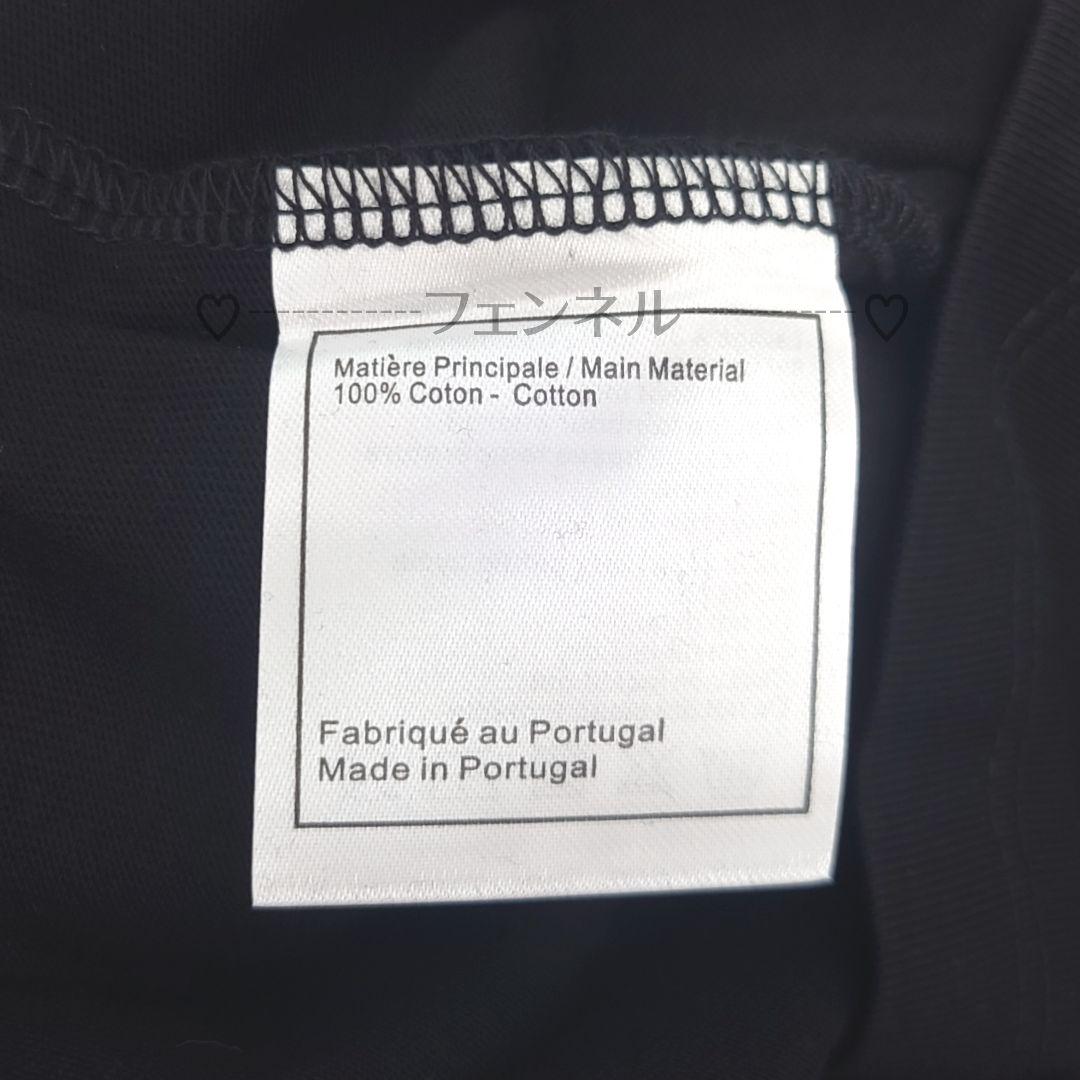 ♡------------フェンネル------------♡
Matière Principale / Main Material
100% Coton - Cotton
Fabriqué au Portugal
Made in Portugal